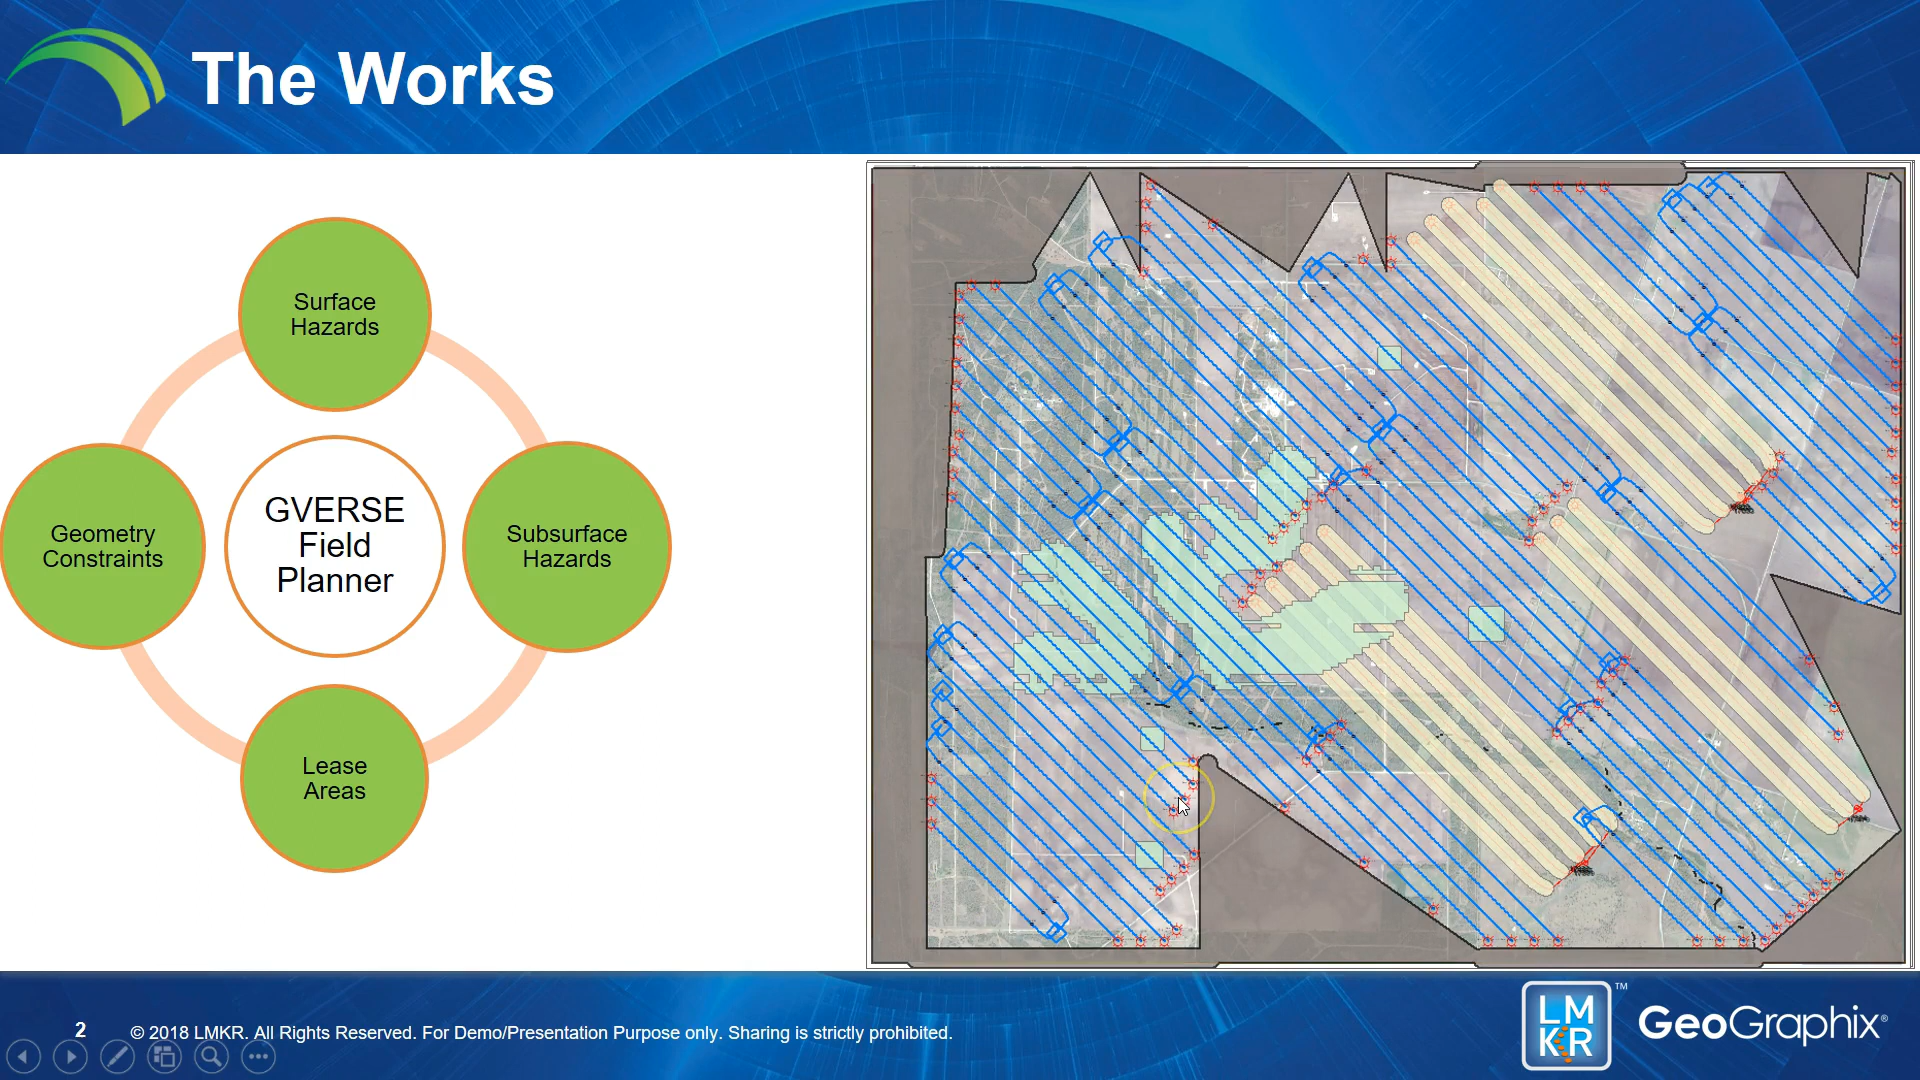 The Works
Surface
Hazards
Geometry
Constraints
GVERSE
Field
Planner
Subsurface
Hazards
Lease
Areas
2
© 2018 LMKR. All Rights Reserved. For Demo/Presentation Purpose only. Sharing is strictly prohibited.
LM
KR
TM
GeoGraphix®